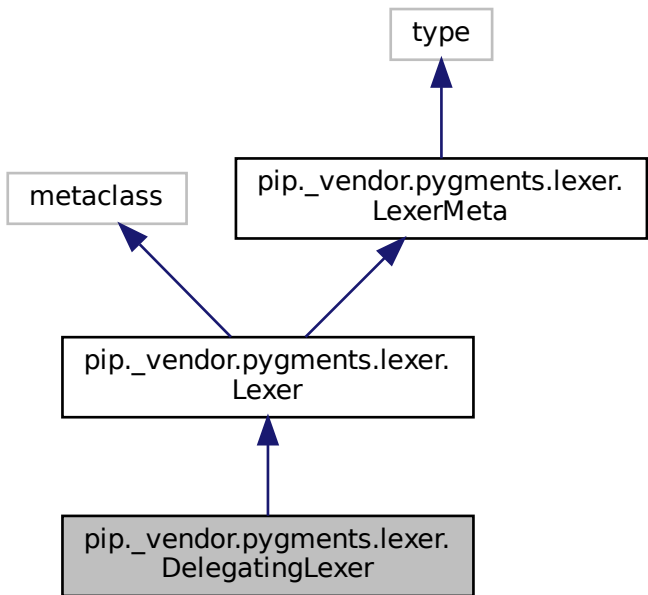 type
pip._vendor.pygments.lexer.
LexerMeta
metaclass
pip._vendor.pygments.lexer.
Lexer
pip._vendor.pygments.lexer.
DelegatingLexer